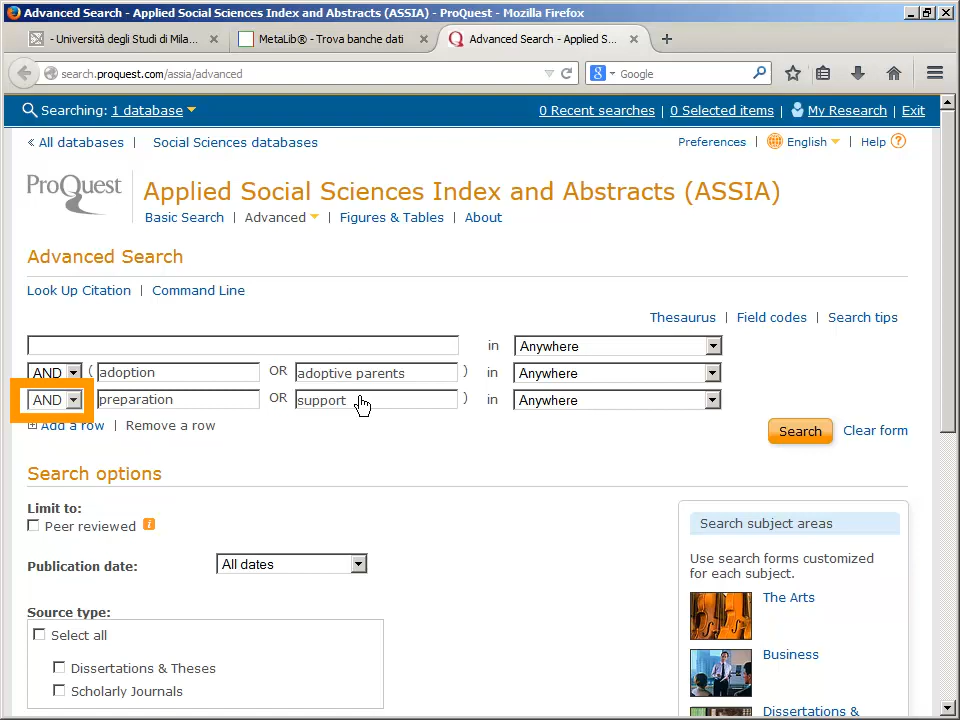 Advanced Search - Applied Social Sciences Index and Abstracts (ASSIA) - ProQuest - Mozilla Firefox
- Università degli Studi di Mila... × MetaLib® - Trova banche dati × Advanced Search - Applied S... × +
search.proquest.com/assia/advanced Google
Searching: 1 database 0 Recent searches | 0 Selected items | My Research | Exit
« All databases | Social Sciences databases Preferences | English | Help ?
ProQuest Applied Social Sciences Index and Abstracts (ASSIA)
Basic Search | Advanced | Figures & Tables | About
Advanced Search
Look Up Citation | Command Line
Thesaurus | Field codes | Search tips
in Anywhere
AND ( adoption OR adoptive parents ) in Anywhere
AND preparation OR support ) in Anywhere
Add a row | Remove a row
Search Clear form
Search options
Limit to:
Peer reviewed i
Publication date: All dates
Source type:
Select all
Dissertations & Theses
Scholarly Journals
Search subject areas
Use search forms customized
for each subject.
The Arts
Business
Dissertations &